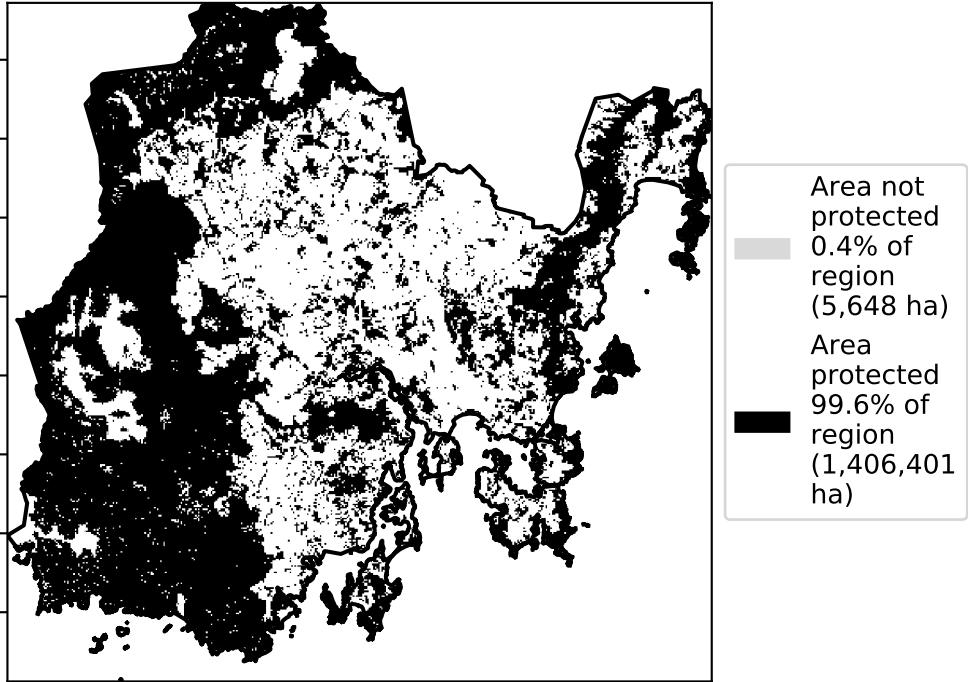 Area not
protected
0.4% of
region
(5,648 ha)
Area
protected
99.6% of
region
(1,406,401
ha)